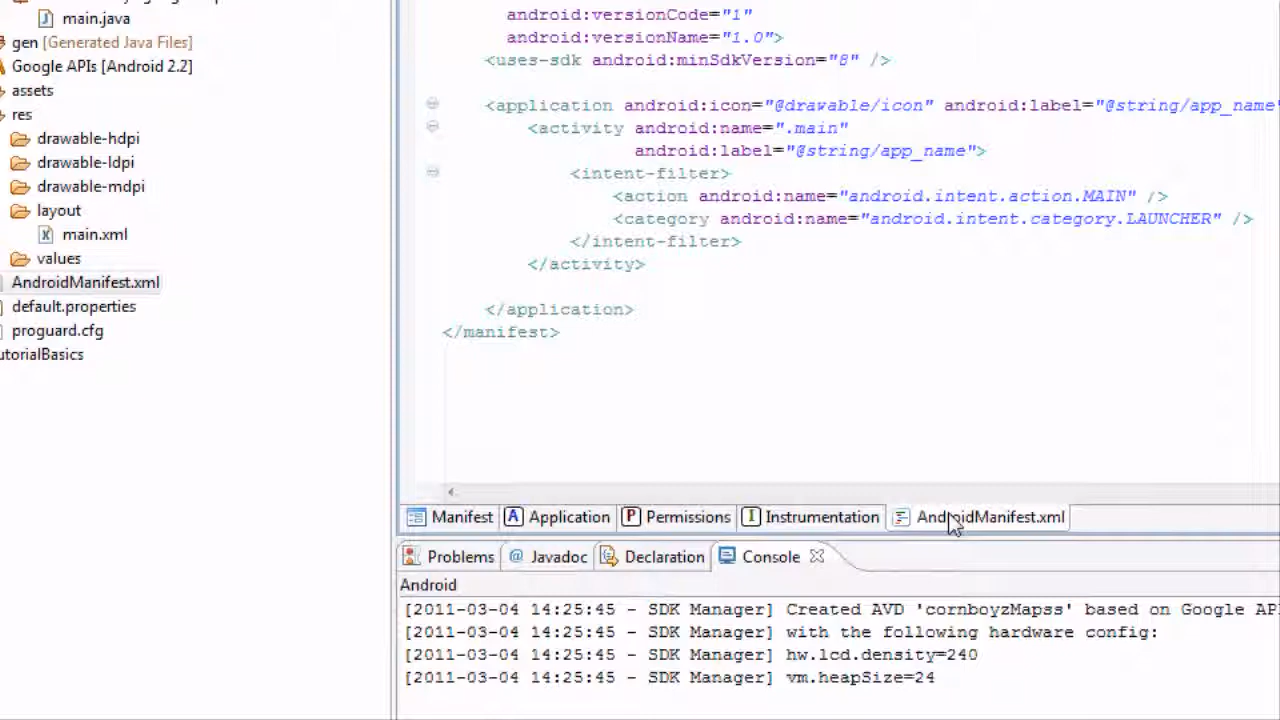 main.java
gen [Generated Java Files]
Google APIs [Android 2.2]
assets
res
drawable-hdpi
drawable-ldpi
drawable-mdpi
layout
main.xml
values
AndroidManifest.xml
default.properties
proguard.cfg
utorialBasics
android:versionCode="1"
android:versionName="1.0">
<uses-sdk android:minSdkVersion="8" />
<application android:icon="@drawable/icon" android:label="@string/app_name"
<activity android:name=".main"
android:label="@string/app_name">
<intent-filter>
<action android:name="android.intent.action.MAIN" />
<category android:name="android.intent.category.LAUNCHER" />
</intent-filter>
</activity>
</application>
</manifest>
Manifest A Application P Permissions I Instrumentation AndroidManifest.xml
Problems @ Javadoc Declaration Console
Android
[2011-03-04 14:25:45 - SDK Manager] Created AVD 'cornboyzMapss' based on Google API
[2011-03-04 14:25:45 - SDK Manager] with the following hardware config:
[2011-03-04 14:25:45 - SDK Manager] hw.lcd.density=240
[2011-03-04 14:25:45 - SDK Manager] vm.heapSize=24